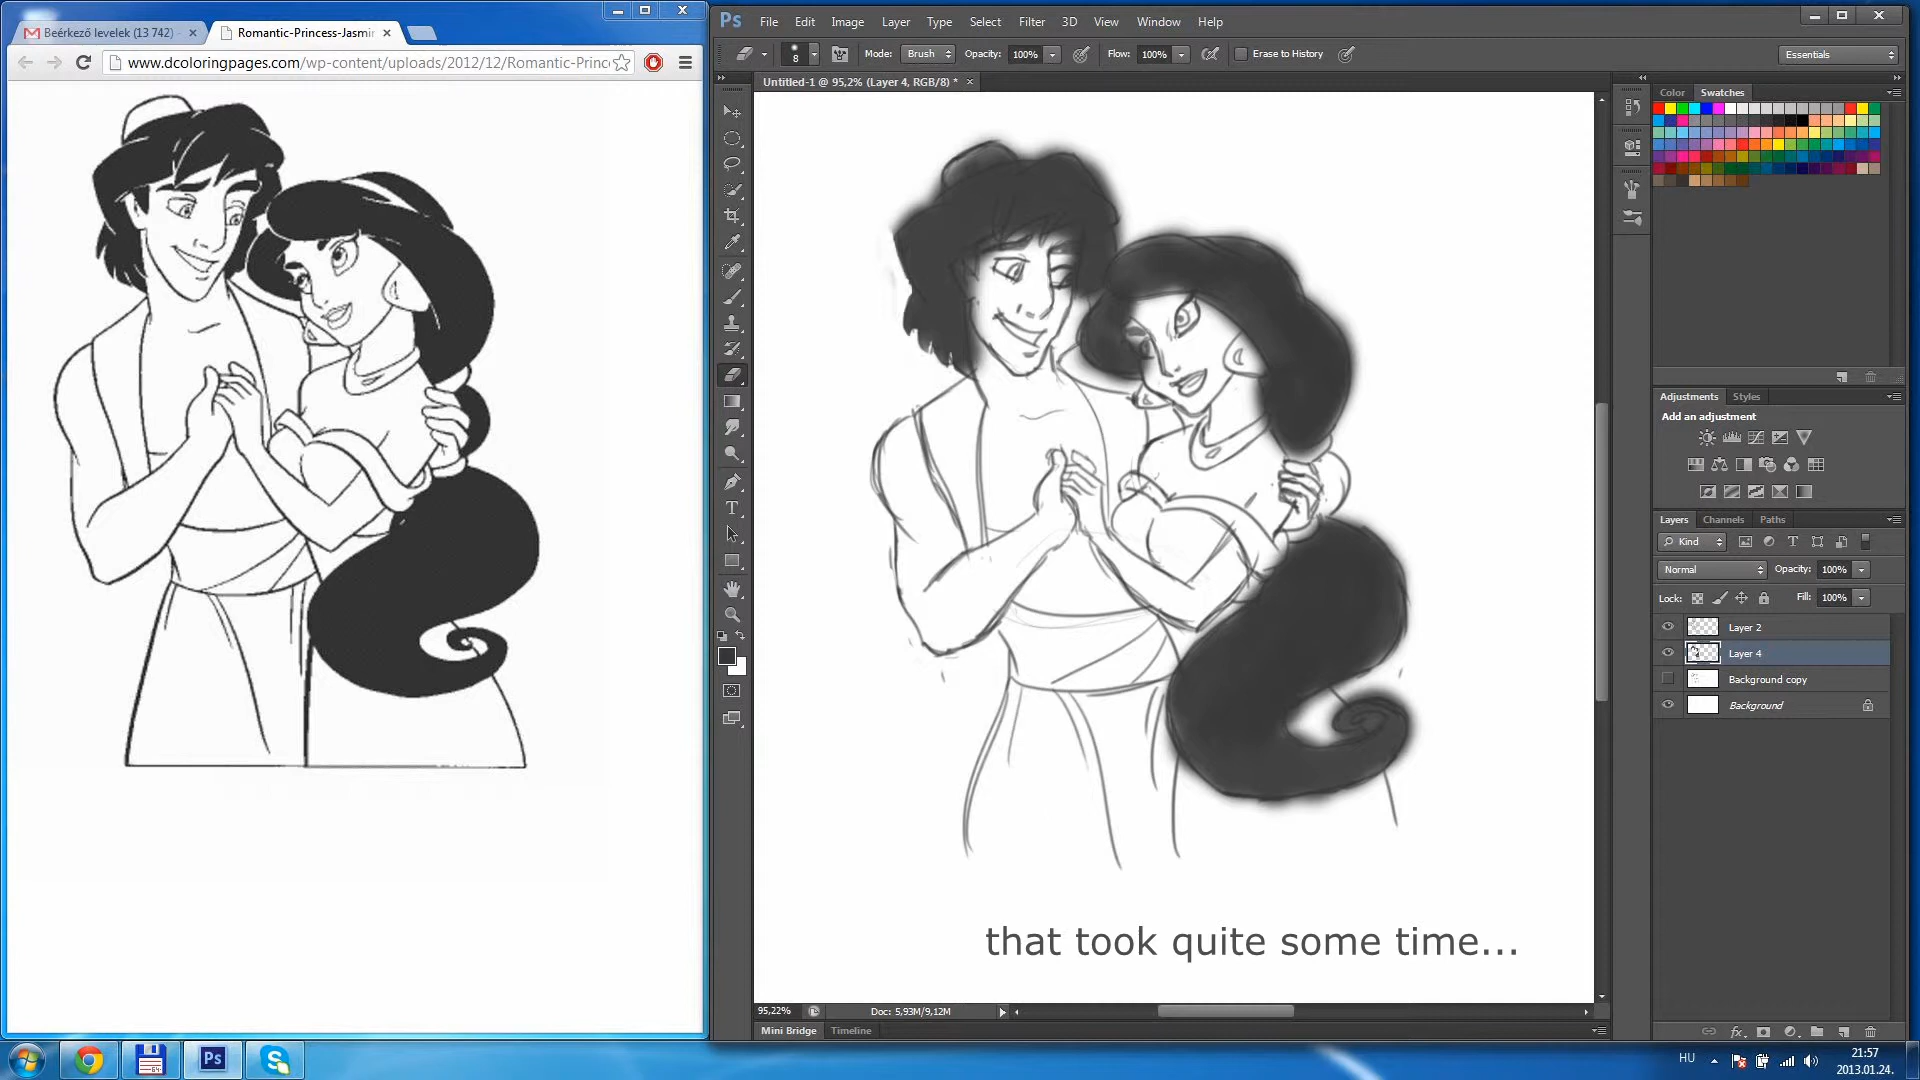 Beérkező levelek (13 742) -
Romantic-Princess-Jasmir
www.dcoloringpages.com/wp-content/uploads/2012/12/Romantic-Princ
Ps
File Edit Image Layer Type Select Filter 3D View Window Help
8
Mode: Brush Opacity: 100% Flow: 100% Erase to History
Essentials
Untitled-1 @ 95,2% (Layer 4, RGB/8) *
Color Swatches
Adjustments Styles
Add an adjustment
Layers Channels Paths
Kind
Normal Opacity: 100%
Lock: Fill: 100%
Layer 2
Layer 4
Background copy
Background
that took quite some time...
95,22% Doc: 5,93M/9,12M
Mini Bridge Timeline
64
Ps
HU
21:57
2013.01.24.